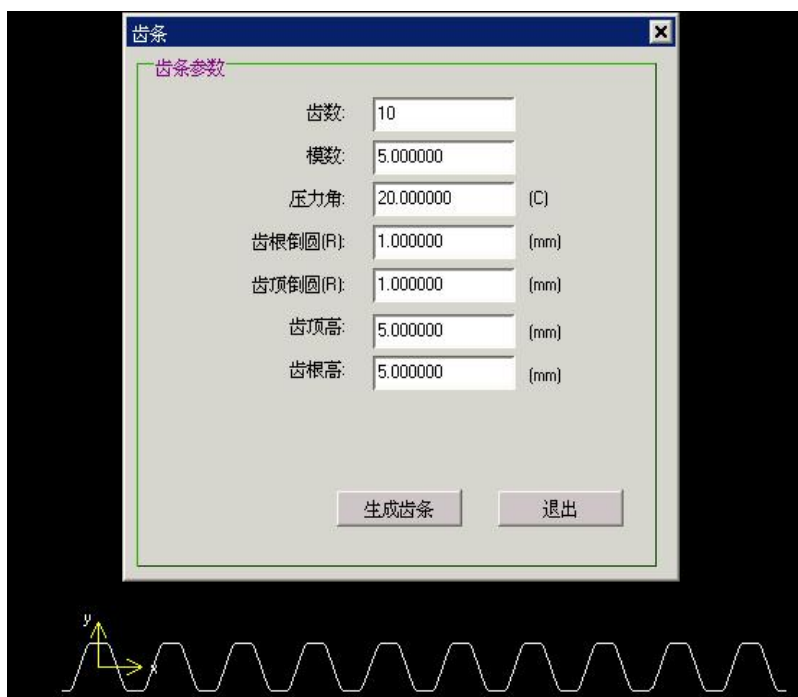 齿条
齿条参数
齿数: 10
模数: 5.000000
压力角: 20.000000 (C)
齿根倒圆(R): 1.000000 (mm)
齿顶倒圆(R): 1.000000 (mm)
齿顶高: 5.000000 (mm)
齿根高: 5.000000 (mm)
生成齿条 退出
y
x